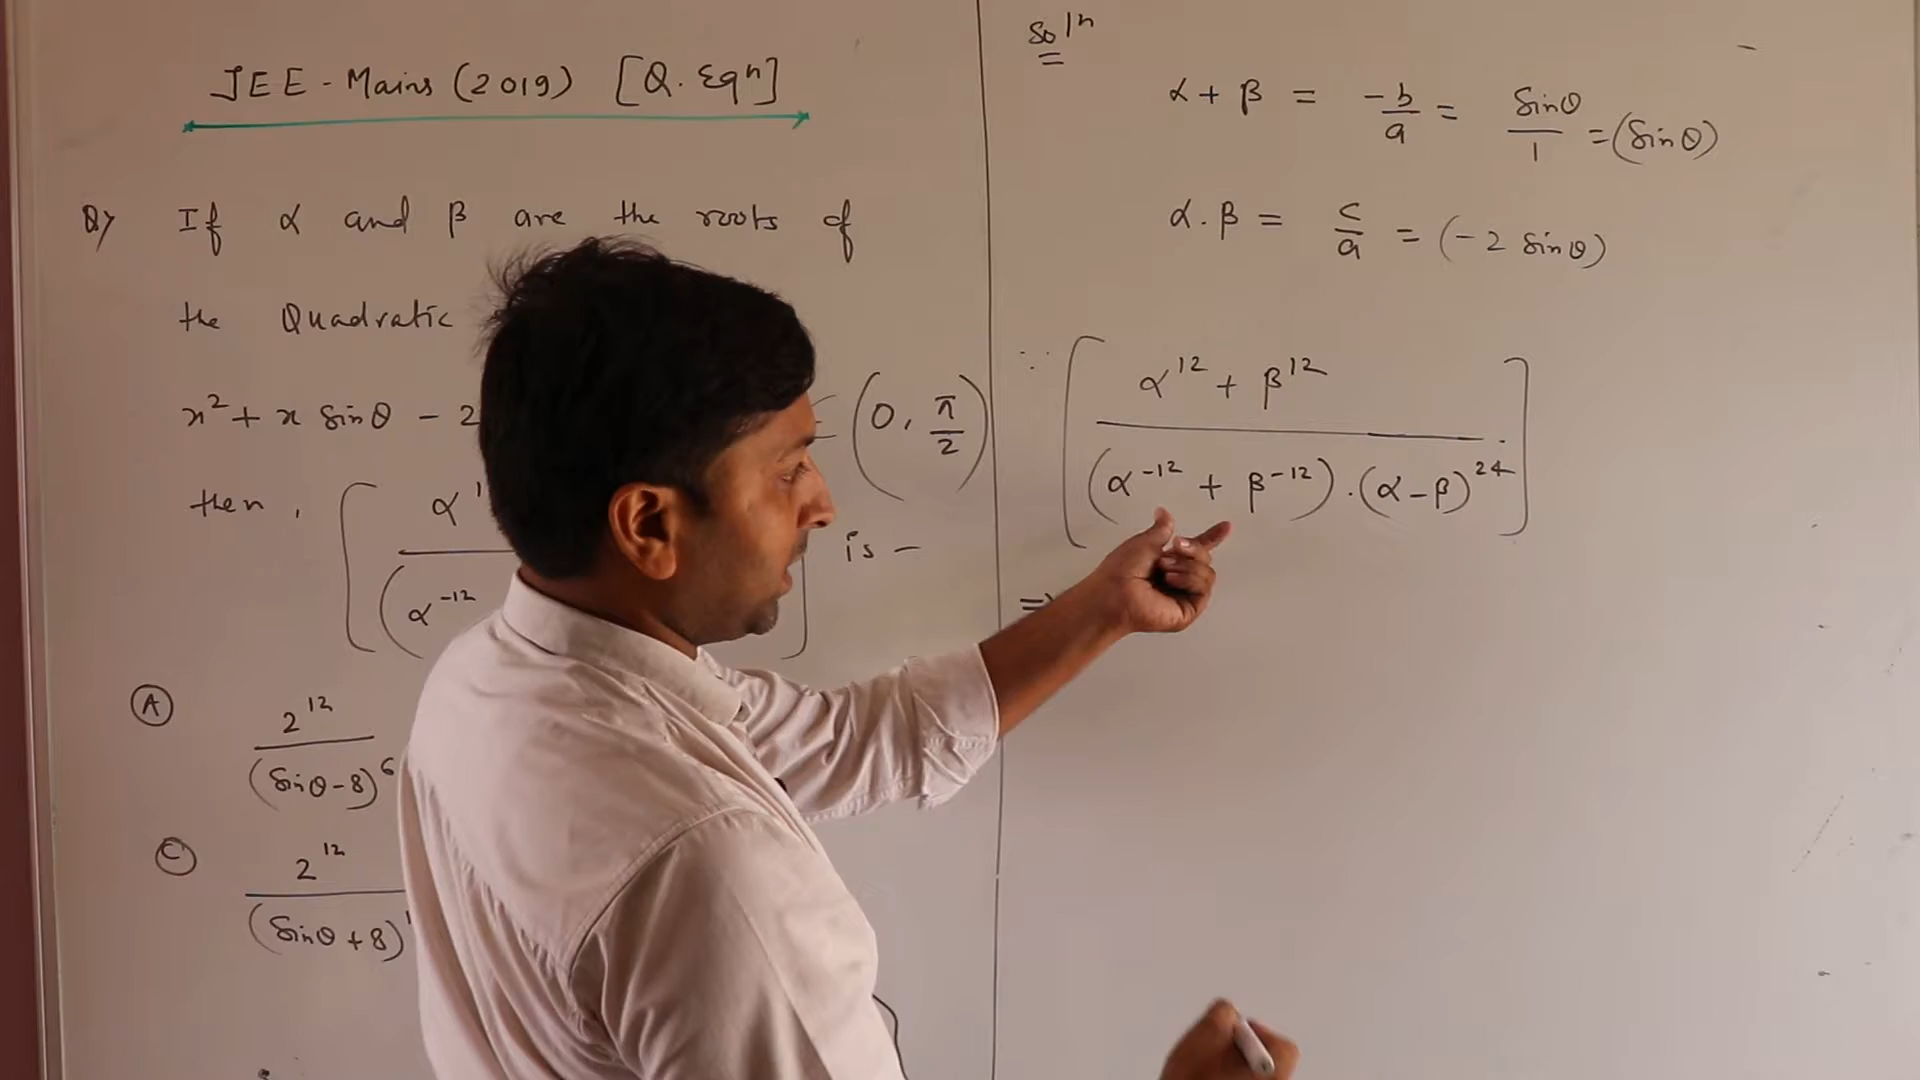 JEE - Mains (2019) [Q. Eqⁿ]
Q) If α and β are the roots of
the Quadratic
x² + x sinθ - 2 (0, π/2)
then, [ α
(α⁻¹² ] is -
(A) 2¹² / (sinθ - 8)⁶
(C) 2¹² / (sinθ + 8)
Solⁿ
α + β = -b/a = sinθ/1 = (sinθ)
α . β = c/a = (-2 sinθ)
∵ [ α¹² + β¹² / (α⁻¹² + β⁻¹²) . (α - β)²⁴ ]
⇒